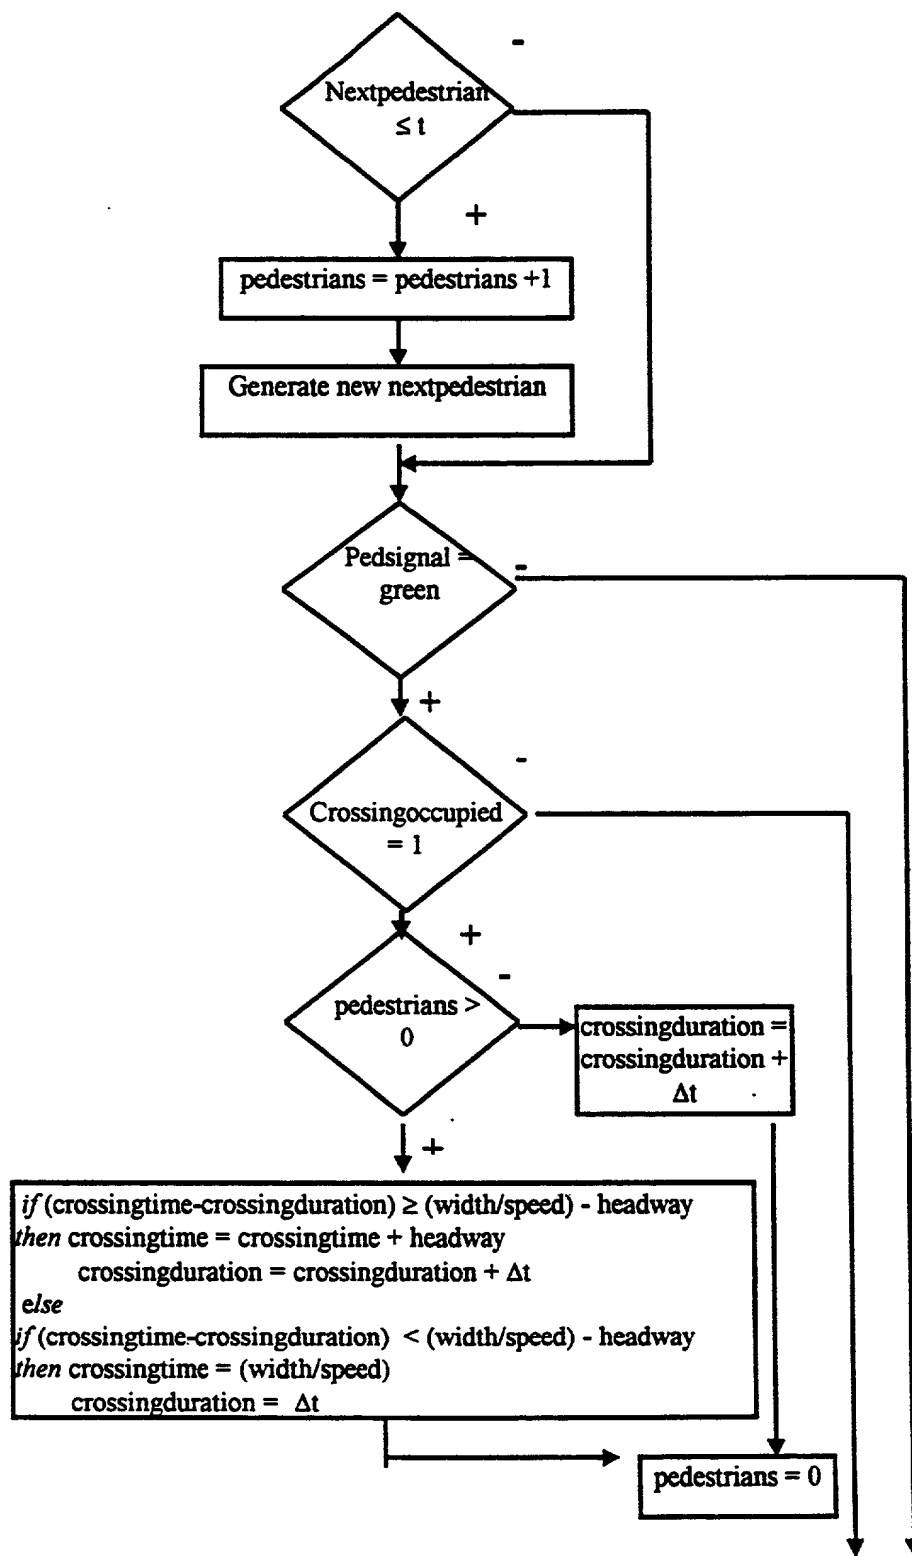 -
Nextpedestrian
≤ t
+
pedestrians = pedestrians +1
Generate new nextpedestrian
Pedsignal =
green
-
+
-
Crossingoccupied
= 1
+
-
pedestrians >
0
crossingduration =
crossingduration +
Δt
+
if (crossingtime-crossingduration) ≥ (width/speed) - headway
then crossingtime = crossingtime + headway
crossingduration = crossingduration + Δt
else
if (crossingtime-crossingduration) < (width/speed) - headway
then crossingtime = (width/speed)
crossingduration = Δt
pedestrians = 0